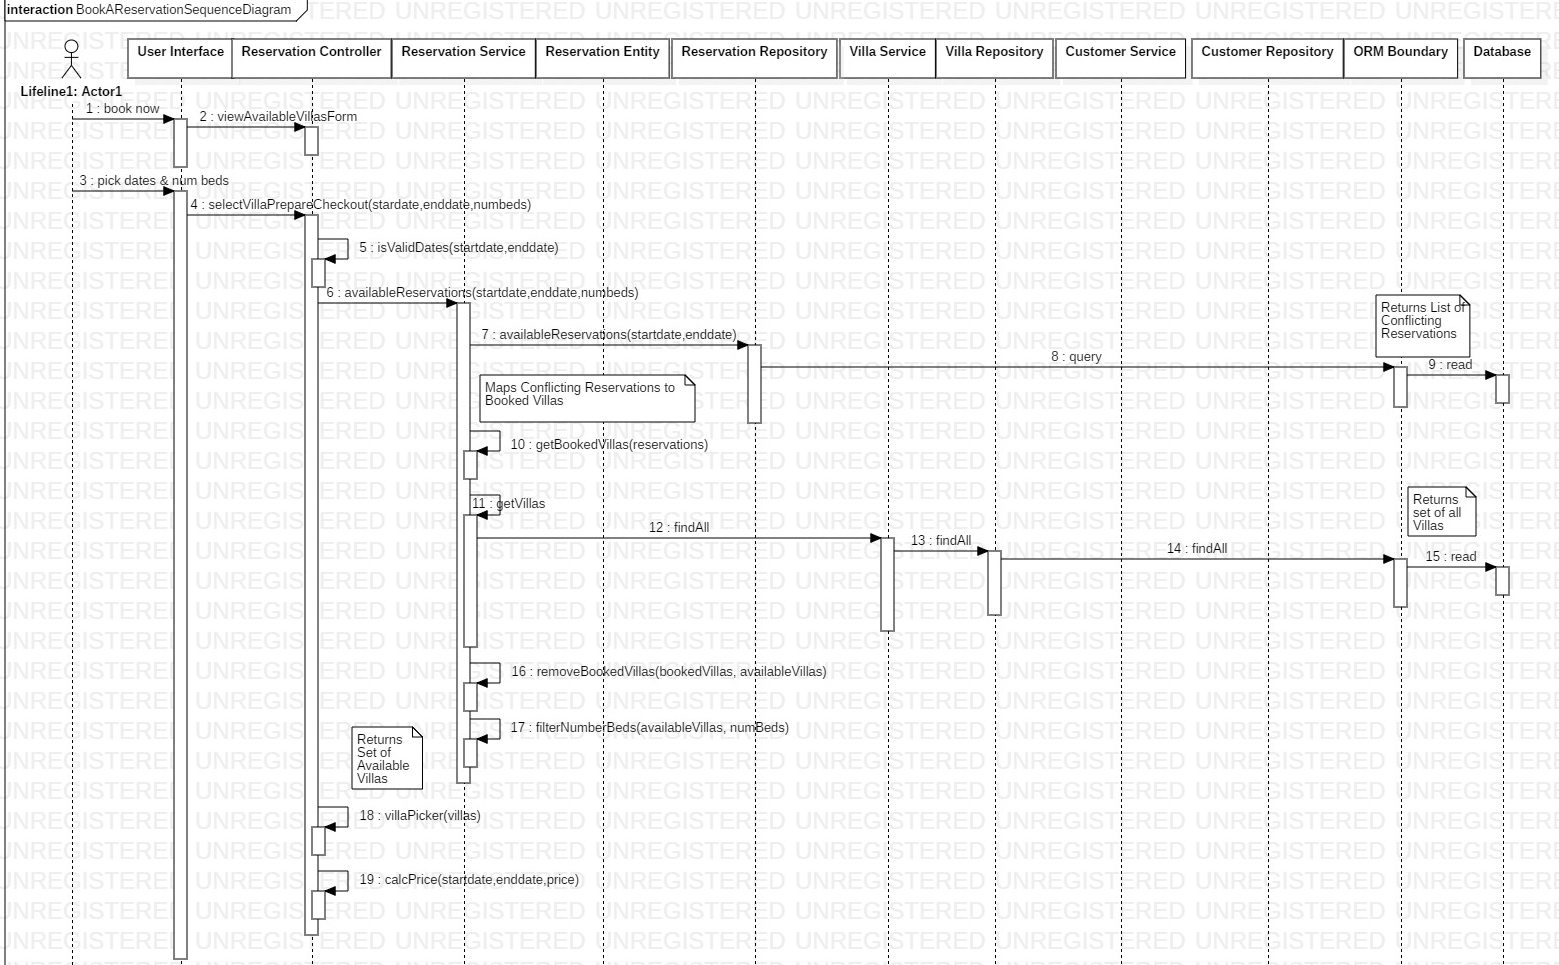 interaction BookAReservationSequenceDiagram
User Interface
Reservation Controller
Reservation Service
Reservation Entity
Reservation Repository
Villa Service
Villa Repository
Customer Service
Customer Repository
ORM Boundary
Database
Lifeline1: Actor1
1 : book now
2 : viewAvailableVillasForm
3 : pick dates & num beds
4 : selectVillaPrepareCheckout(stardate,enddate,numbeds)
5 : isValidDates(startdate,enddate)
6 : availableReservations(startdate,enddate,numbeds)
Returns List of
Conflicting
Reservations
7 : availableReservations(startdate,enddate)
8 : query
9 : read
Maps Conflicting Reservations to
Booked Villas
10 : getBookedVillas(reservations)
11 : getVillas
Returns
set of all
Villas
12 : findAll
13 : findAll
14 : findAll
15 : read
16 : removeBookedVillas(bookedVillas, availableVillas)
17 : filterNumberBeds(availableVillas, numBeds)
Returns
Set of
Available
Villas
18 : villaPicker(villas)
19 : calcPrice(startdate,enddate,price)
UNREGISTERED